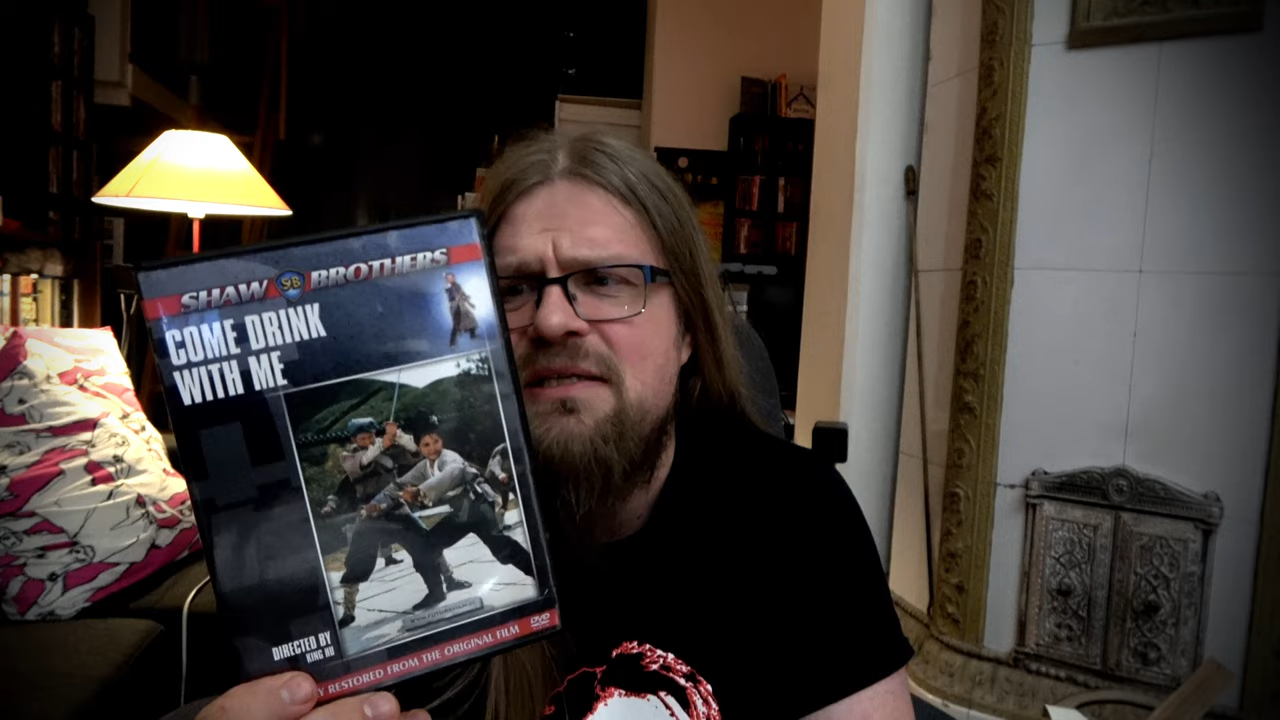 SHAW SB BROTHERS
COME DRINK
WITH ME
DIRECTED BY
KING HU
Y RESTORED FROM THE ORIGINAL FILM
DVD